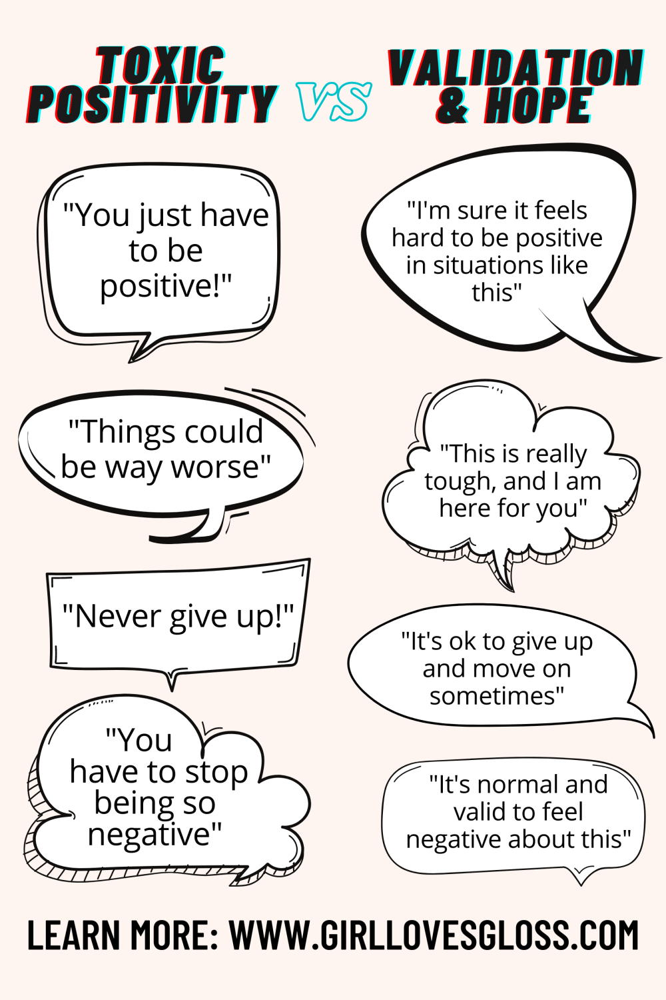 TOXIC
POSITIVITY
VS
VALIDATION
& HOPE
"You just have
to be
positive!"
"I'm sure it feels
hard to be positive
in situations like
this"
"Things could
be way worse"
"This is really
tough, and I am
here for you"
"Never give up!"
"It's ok to give up
and move on
sometimes"
"You
have to stop
being so
negative"
"It's normal and
valid to feel
negative about this"
LEARN MORE: WWW.GIRLLOVESGLOSS.COM